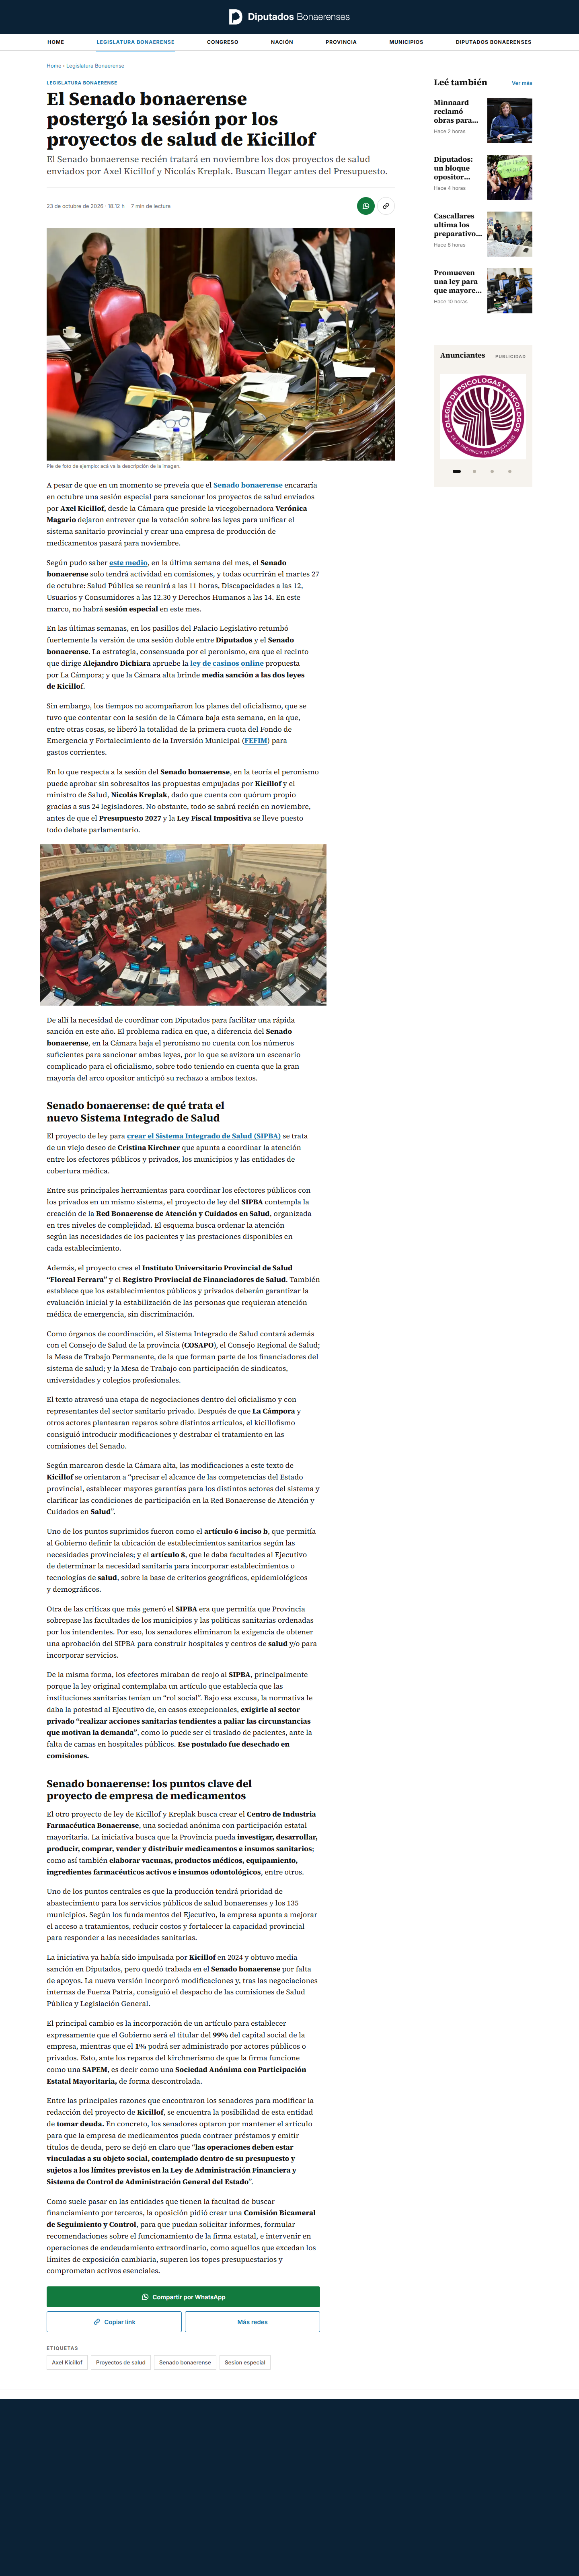 Diputados Bonaerenses
HOME
LEGISLATURA BONAERENSE
CONGRESO
NACIÓN
PROVINCIA
MUNICIPIOS
DIPUTADOS BONAERENSES
Home › Legislatura Bonaerense
LEGISLATURA BONAERENSE
El Senado bonaerense
postergó la sesión por los
proyectos de salud de Kicillof
El Senado bonaerense recién tratará en noviembre los dos proyectos de salud
enviados por Axel Kicillof y Nicolás Kreplak. Buscan llegar antes del Presupuesto.
23 de octubre de 2026 · 18:12 h 7 min de lectura
Pie de foto de ejemplo: acá va la descripción de la imagen.
A pesar de que en un momento se preveía que el Senado bonaerense encararía
en octubre una sesión especial para sancionar los proyectos de salud enviados
por Axel Kicillof, desde la Cámara que preside la vicegobernadora Verónica
Magario dejaron entrever que la votación sobre las leyes para unificar el
sistema sanitario provincial y crear una empresa de producción de
medicamentos pasará para noviembre.
Según pudo saber este medio, en la última semana del mes, el Senado
bonaerense solo tendrá actividad en comisiones, y todas ocurrirán el martes 27
de octubre: Salud Pública se reunirá a las 11 horas, Discapacidades a las 12,
Usuarios y Consumidores a las 12.30 y Derechos Humanos a las 14. En este
marco, no habrá sesión especial en este mes.
En las últimas semanas, en los pasillos del Palacio Legislativo retumbó
fuertemente la versión de una sesión doble entre Diputados y el Senado
bonaerense. La estrategia, consensuada por el peronismo, era que el recinto
que dirige Alejandro Dichiara apruebe la ley de casinos online propuesta
por La Cámpora; y que la Cámara alta brinde media sanción a las dos leyes
de Kicillof.
Sin embargo, los tiempos no acompañaron los planes del oficialismo, que se
tuvo que contentar con la sesión de la Cámara baja esta semana, en la que,
entre otras cosas, se liberó la totalidad de la primera cuota del Fondo de
Emergencia y Fortalecimiento de la Inversión Municipal (FEFIM) para
gastos corrientes.
En lo que respecta a la sesión del Senado bonaerense, en la teoría el peronismo
puede aprobar sin sobresaltos las propuestas empujadas por Kicillof y el
ministro de Salud, Nicolás Kreplak, dado que cuenta con quórum propio
gracias a sus 24 legisladores. No obstante, todo se sabrá recién en noviembre,
antes de que el Presupuesto 2027 y la Ley Fiscal Impositiva se lleve puesto
todo debate parlamentario.
De allí la necesidad de coordinar con Diputados para facilitar una rápida
sanción en este año. El problema radica en que, a diferencia del Senado
bonaerense, en la Cámara baja el peronismo no cuenta con los números
suficientes para sancionar ambas leyes, por lo que se avizora un escenario
complicado para el oficialismo, sobre todo teniendo en cuenta que la gran
mayoría del arco opositor anticipó su rechazo a ambos textos.
Senado bonaerense: de qué trata el
nuevo Sistema Integrado de Salud
El proyecto de ley para crear el Sistema Integrado de Salud (SIPBA) se trata
de un viejo deseo de Cristina Kirchner que apunta a coordinar la atención
entre los efectores públicos y privados, los municipios y las entidades de
cobertura médica.
Entre sus principales herramientas para coordinar los efectores públicos con
los privados en un mismo sistema, el proyecto de ley del SIPBA contempla la
creación de la Red Bonaerense de Atención y Cuidados en Salud, organizada
en tres niveles de complejidad. El esquema busca ordenar la atención
según las necesidades de los pacientes y las prestaciones disponibles en
cada establecimiento.
Además, el proyecto crea el Instituto Universitario Provincial de Salud
“Floreal Ferrara” y el Registro Provincial de Financiadores de Salud. También
establece que los establecimientos públicos y privados deberán garantizar la
evaluación inicial y la estabilización de las personas que requieran atención
médica de emergencia, sin discriminación.
Como órganos de coordinación, el Sistema Integrado de Salud contará además
con el Consejo de Salud de la provincia (COSAPO), el Consejo Regional de Salud;
la Mesa de Trabajo Permanente, de la que forman parte de los financiadores del
sistema de salud; y la Mesa de Trabajo con participación de sindicatos,
universidades y colegios profesionales.
El texto atravesó una etapa de negociaciones dentro del oficialismo y con
representantes del sector sanitario privado. Después de que La Cámpora y
otros actores plantearan reparos sobre distintos artículos, el kicillofismo
consiguió introducir modificaciones y destrabar el tratamiento en las
comisiones del Senado.
Según marcaron desde la Cámara alta, las modificaciones a este texto de
Kicillof se orientaron a “precisar el alcance de las competencias del Estado
provincial, establecer mayores garantías para los distintos actores del sistema y
clarificar las condiciones de participación en la Red Bonaerense de Atención y
Cuidados en Salud”.
Uno de los puntos suprimidos fueron como el artículo 6 inciso b, que permitía
al Gobierno definir la ubicación de establecimientos sanitarios según las
necesidades provinciales; y el artículo 8, que le daba facultades al Ejecutivo
de determinar la necesidad sanitaria para incorporar establecimientos o
tecnologías de salud, sobre la base de criterios geográficos, epidemiológicos
y demográficos.
Otra de las críticas que más generó el SIPBA era que permitía que Provincia
sobrepase las facultades de los municipios y las políticas sanitarias ordenadas
por los intendentes. Por eso, los senadores eliminaron la exigencia de obtener
una aprobación del SIPBA para construir hospitales y centros de salud y/o para
incorporar servicios.
De la misma forma, los efectores miraban de reojo al SIPBA, principalmente
porque la ley original contemplaba un artículo que establecía que las
instituciones sanitarias tenían un “rol social”. Bajo esa excusa, la normativa le
daba la potestad al Ejecutivo de, en casos excepcionales, exigirle al sector
privado “realizar acciones sanitarias tendientes a paliar las circunstancias
que motivan la demanda”, como lo puede ser el traslado de pacientes, ante la
falta de camas en hospitales públicos. Ese postulado fue desechado en
comisiones.
Senado bonaerense: los puntos clave del
proyecto de empresa de medicamentos
El otro proyecto de ley de Kicillof y Kreplak busca crear el Centro de Industria
Farmacéutica Bonaerense, una sociedad anónima con participación estatal
mayoritaria. La iniciativa busca que la Provincia pueda investigar, desarrollar,
producir, comprar, vender y distribuir medicamentos e insumos sanitarios;
como así también elaborar vacunas, productos médicos, equipamiento,
ingredientes farmacéuticos activos e insumos odontológicos, entre otros.
Uno de los puntos centrales es que la producción tendrá prioridad de
abastecimiento para los servicios públicos de salud bonaerenses y los 135
municipios. Según los fundamentos del Ejecutivo, la empresa apunta a mejorar
el acceso a tratamientos, reducir costos y fortalecer la capacidad provincial
para responder a las necesidades sanitarias.
La iniciativa ya había sido impulsada por Kicillof en 2024 y obtuvo media
sanción en Diputados, pero quedó trabada en el Senado bonaerense por falta
de apoyos. La nueva versión incorporó modificaciones y, tras las negociaciones
internas de Fuerza Patria, consiguió el despacho de las comisiones de Salud
Pública y Legislación General.
El principal cambio es la incorporación de un artículo para establecer
expresamente que el Gobierno será el titular del 99% del capital social de la
empresa, mientras que el 1% podrá ser administrado por actores públicos o
privados. Esto, ante los reparos del kirchnerismo de que la firma funcione
como una SAPEM, es decir como una Sociedad Anónima con Participación
Estatal Mayoritaria, de forma descontrolada.
Entre las principales razones que encontraron los senadores para modificar la
redacción del proyecto de Kicillof, se encuentra la posibilidad de esta entidad
de tomar deuda. En concreto, los senadores optaron por mantener el artículo
para que la empresa de medicamentos pueda contraer préstamos y emitir
títulos de deuda, pero se dejó en claro que “las operaciones deben estar
vinculadas a su objeto social, contemplado dentro de su presupuesto y
sujetos a los límites previstos en la Ley de Administración Financiera y
Sistema de Control de Administración General del Estado”.
Como suele pasar en las entidades que tienen la facultad de buscar
financiamiento por terceros, la oposición pidió crear una Comisión Bicameral
de Seguimiento y Control, para que puedan solicitar informes, formular
recomendaciones sobre el funcionamiento de la firma estatal, e intervenir en
operaciones de endeudamiento extraordinario, como aquellos que excedan los
límites de exposición cambiaria, superen los topes presupuestarios y
comprometan activos esenciales.
Compartir por WhatsApp
Copiar link
Más redes
ETIQUETAS
Axel Kicillof
Proyectos de salud
Senado bonaerense
Sesion especial
Leé también
Ver más
Minnaard
reclamó
obras para...
Hace 2 horas
Diputados:
un bloque
opositor...
Hace 4 horas
Cascallares
ultima los
preparativo...
Hace 8 horas
Promueven
una ley para
que mayore...
Hace 10 horas
Anunciantes
PUBLICIDAD
COLEGIO DE PSICÓLOGAS Y PSICÓLOGOS
DE LA PROVINCIA DE BUENOS AIRES